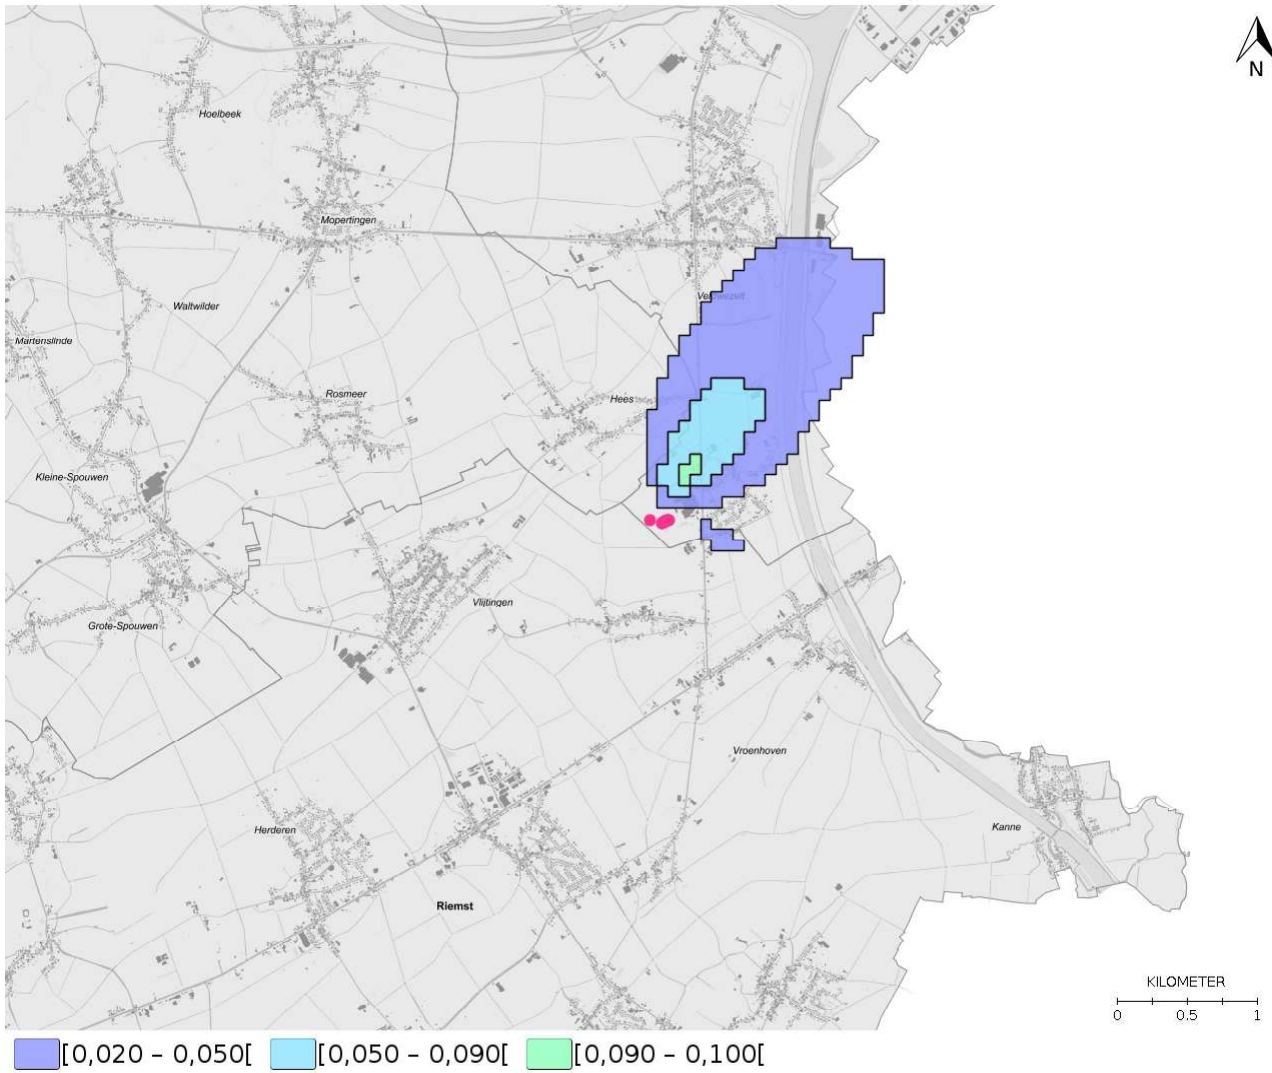 N
Hoelbeek
Mopertingen
Waltwilder
Veldwezelt
Martenslinde
Rosmeer
Hees
Kleine-Spouwen
Vlijtingen
Grote-Spouwen
Vroenhoven
Herderen
Kanne
Riemst
KILOMETER
0 0.5 1
[0,020 – 0,050[ [0,050 – 0,090[ [0,090 – 0,100[